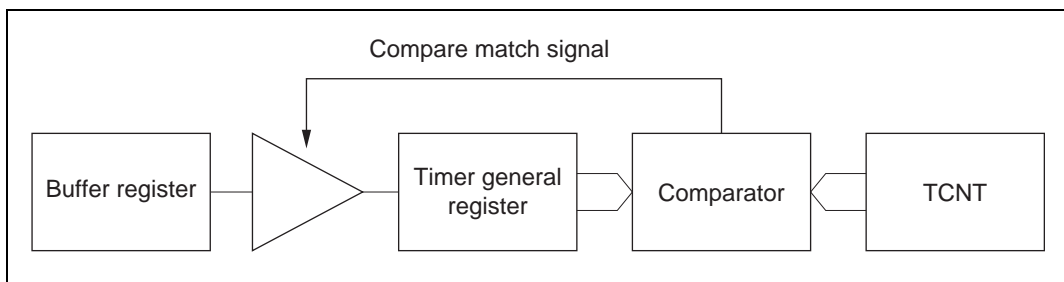 Compare match signal
Buffer register
Timer general
register
Comparator
TCNT